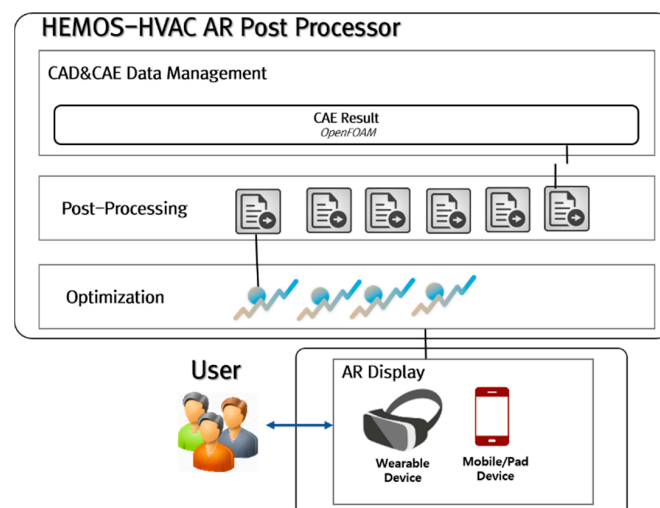 HEMOS-HVAC AR Post Processor
CAD&CAE Data Management
CAE Result
OpenFOAM
Post-Processing
Optimization
User
AR Display
Wearable
Device
Mobile/Pad
Device